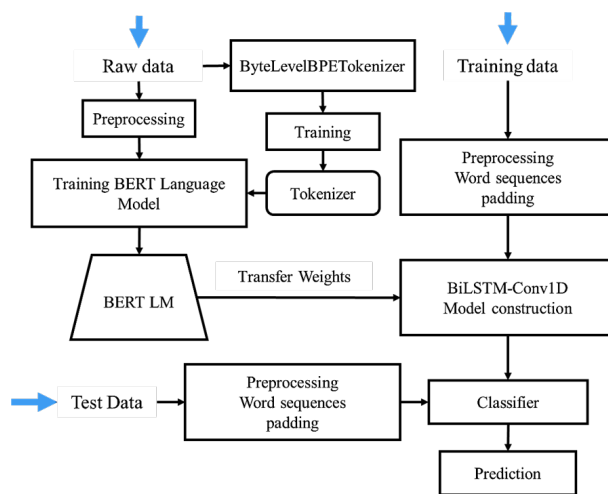 Raw data
ByteLevelBPETokenizer
Training data
Preprocessing
Training
Preprocessing
Word sequences
padding
Training BERT Language
Model
Tokenizer
BERT LM
Transfer Weights
BiLSTM-Conv1D
Model construction
Test Data
Preprocessing
Word sequences
padding
Classifier
Prediction